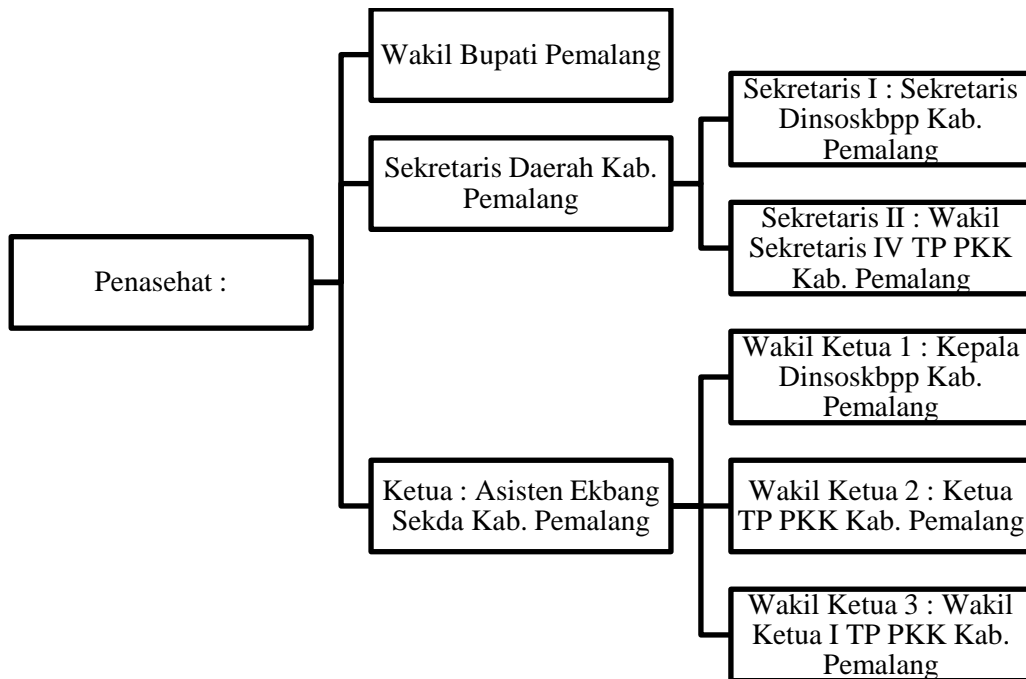 Penasehat :
Wakil Bupati Pemalang
Sekretaris Daerah Kab.
Pemalang
Sekretaris I : Sekretaris
Dinsoskbpp Kab.
Pemalang
Sekretaris II : Wakil
Sekretaris IV TP PKK
Kab. Pemalang
Ketua : Asisten Ekbang
Sekda Kab. Pemalang
Wakil Ketua 1 : Kepala
Dinsoskbpp Kab.
Pemalang
Wakil Ketua 2 : Ketua
TP PKK Kab. Pemalang
Wakil Ketua 3 : Wakil
Ketua I TP PKK Kab.
Pemalang